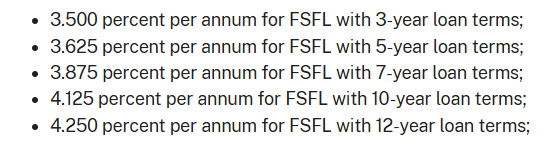 • 3.500 percent per annum for FSFL with 3-year loan terms;
• 3.625 percent per annum for FSFL with 5-year loan terms;
• 3.875 percent per annum for FSFL with 7-year loan terms;
• 4.125 percent per annum for FSFL with 10-year loan terms;
• 4.250 percent per annum for FSFL with 12-year loan terms;